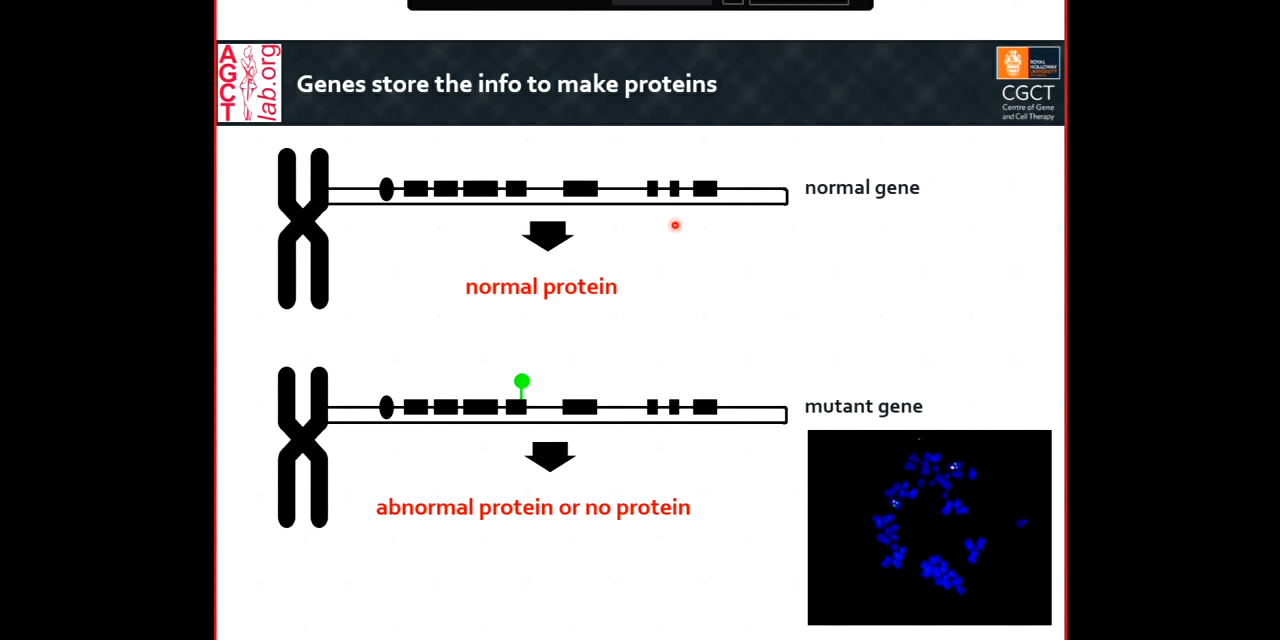 AGCT
lab.org
Genes store the info to make proteins
ROYAL
HOLLOWAY
UNIVERSITY
CGCT
Centre of Gene
and Cell Therapy
normal gene
normal protein
mutant gene
abnormal protein or no protein